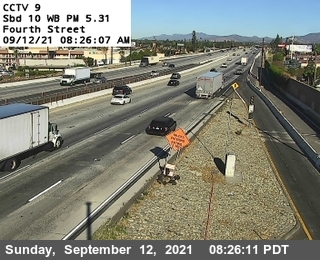 CCTV 9
Sbd 10 WB PM 5.31
Fourth Street
09/12/21 08:26:07 AM
Sunday, September 12, 2021 08:26:11 PDT